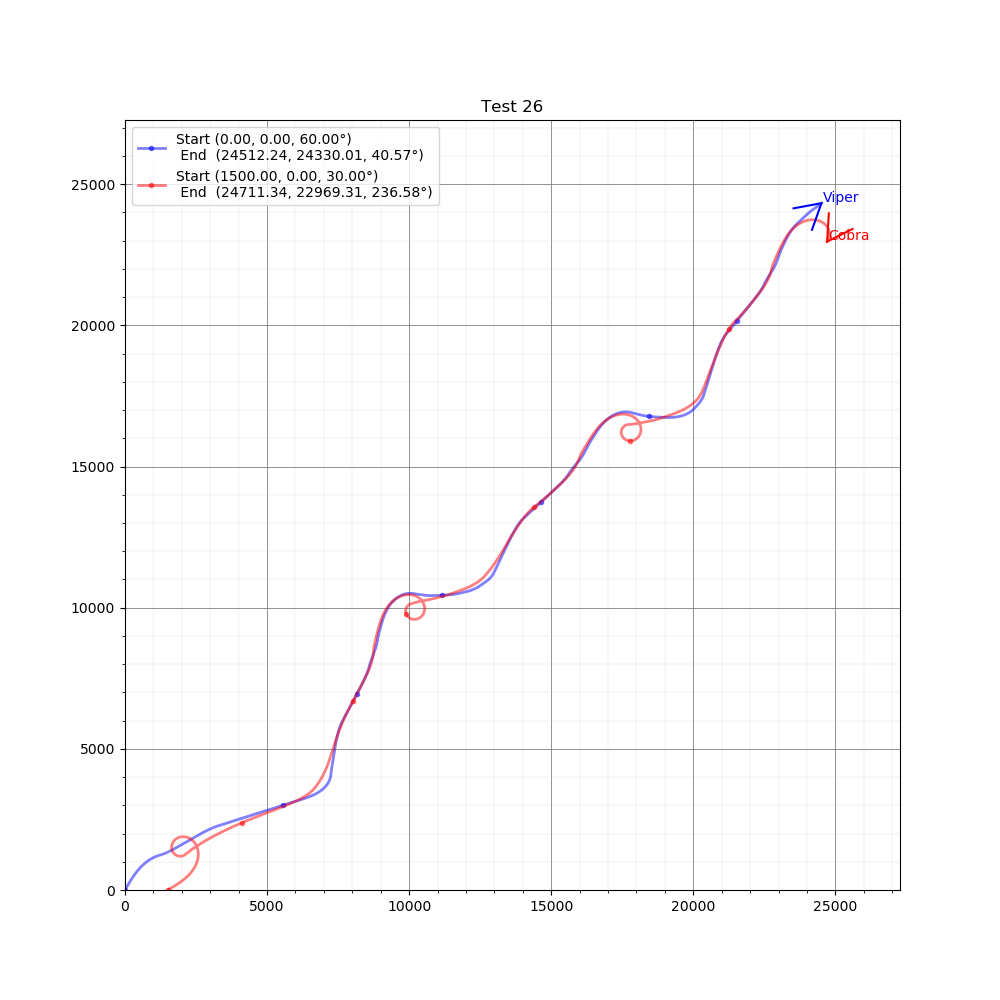 Test 26
Start (0.00, 0.00, 60.00°)
End  (24512.24, 24330.01, 40.57°)
Start (1500.00, 0.00, 30.00°)
End  (24711.34, 22969.31, 236.58°)
25000
Viper
Cobra
20000
15000
10000
5000
0
0 5000 10000 15000 20000 25000